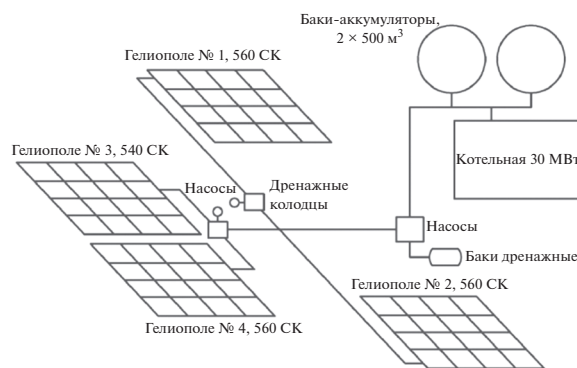 Баки-аккумуляторы,
2 × 500 м³
Гелиополе № 1, 560 СК
Гелиополе № 3, 540 СК
Котельная 30 МВт
Насосы
Дренажные
колодцы
Насосы
Баки дренажные
Гелиополе № 2, 560 СК
Гелиополе № 4, 560 СК